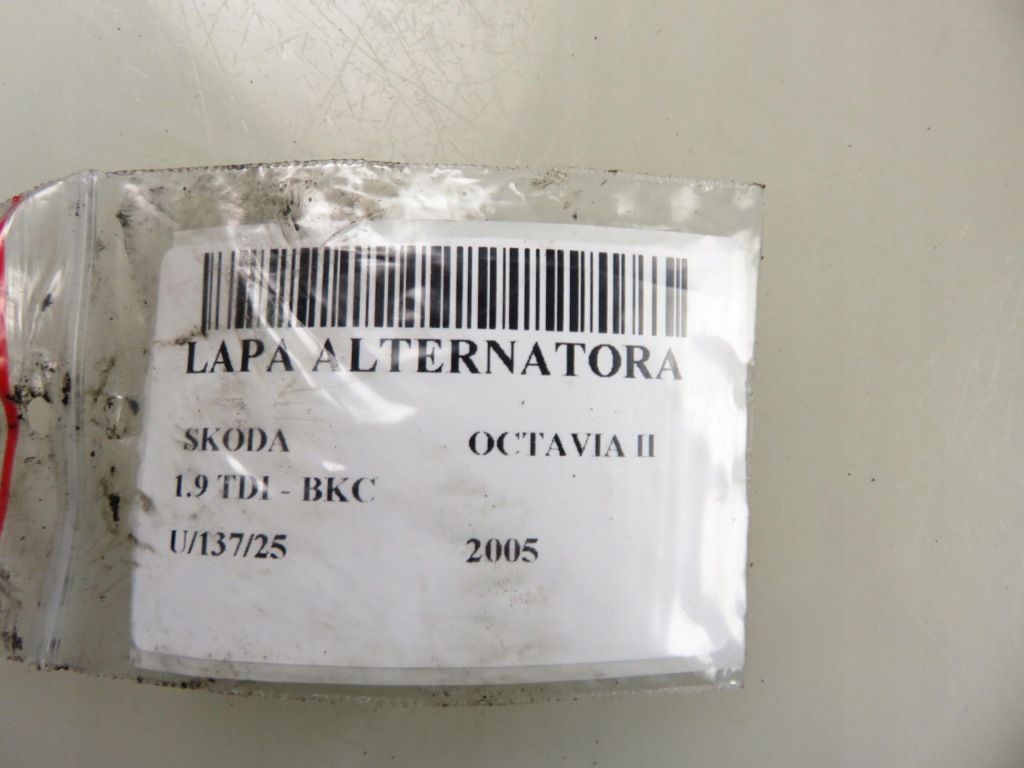 LAPA ALTERNATORA
SKODA OCTAVIA II
1.9 TDI - BKC
U/137/25 2005